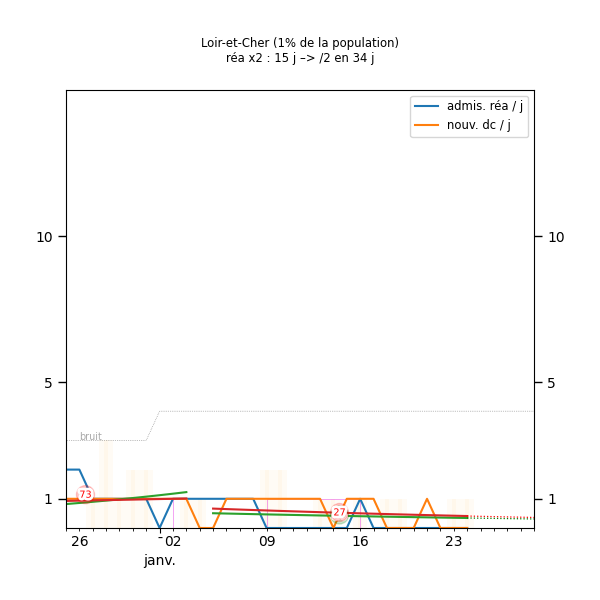 Loir-et-Cher (1% de la population)
réa x2 : 15 j –> /2 en 34 j
admis. réa / j
nouv. dc / j
10
10
5
5
bruit
73
27
1
1
26
02
09
16
23
janv.